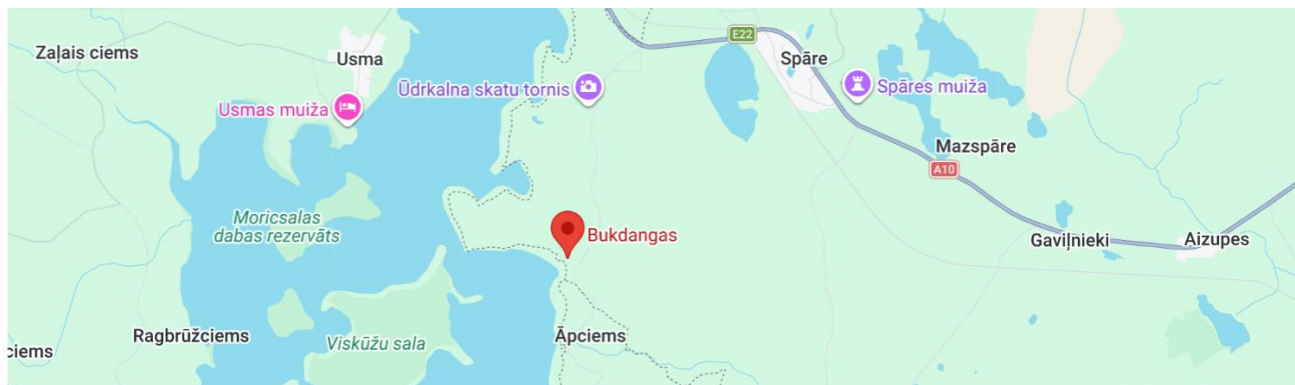 E22
Zaļais ciems
Usma
Spāre
Ūdrkalna skatu tornis
Spāres muiža
Usmas muiža
Mazspāre
A10
Moricsalas
dabas rezervāts
Bukdangas
Gaviļnieki
Aizupes
Ragbrūžciems
Viskūžu sala
Āpciems
ciems